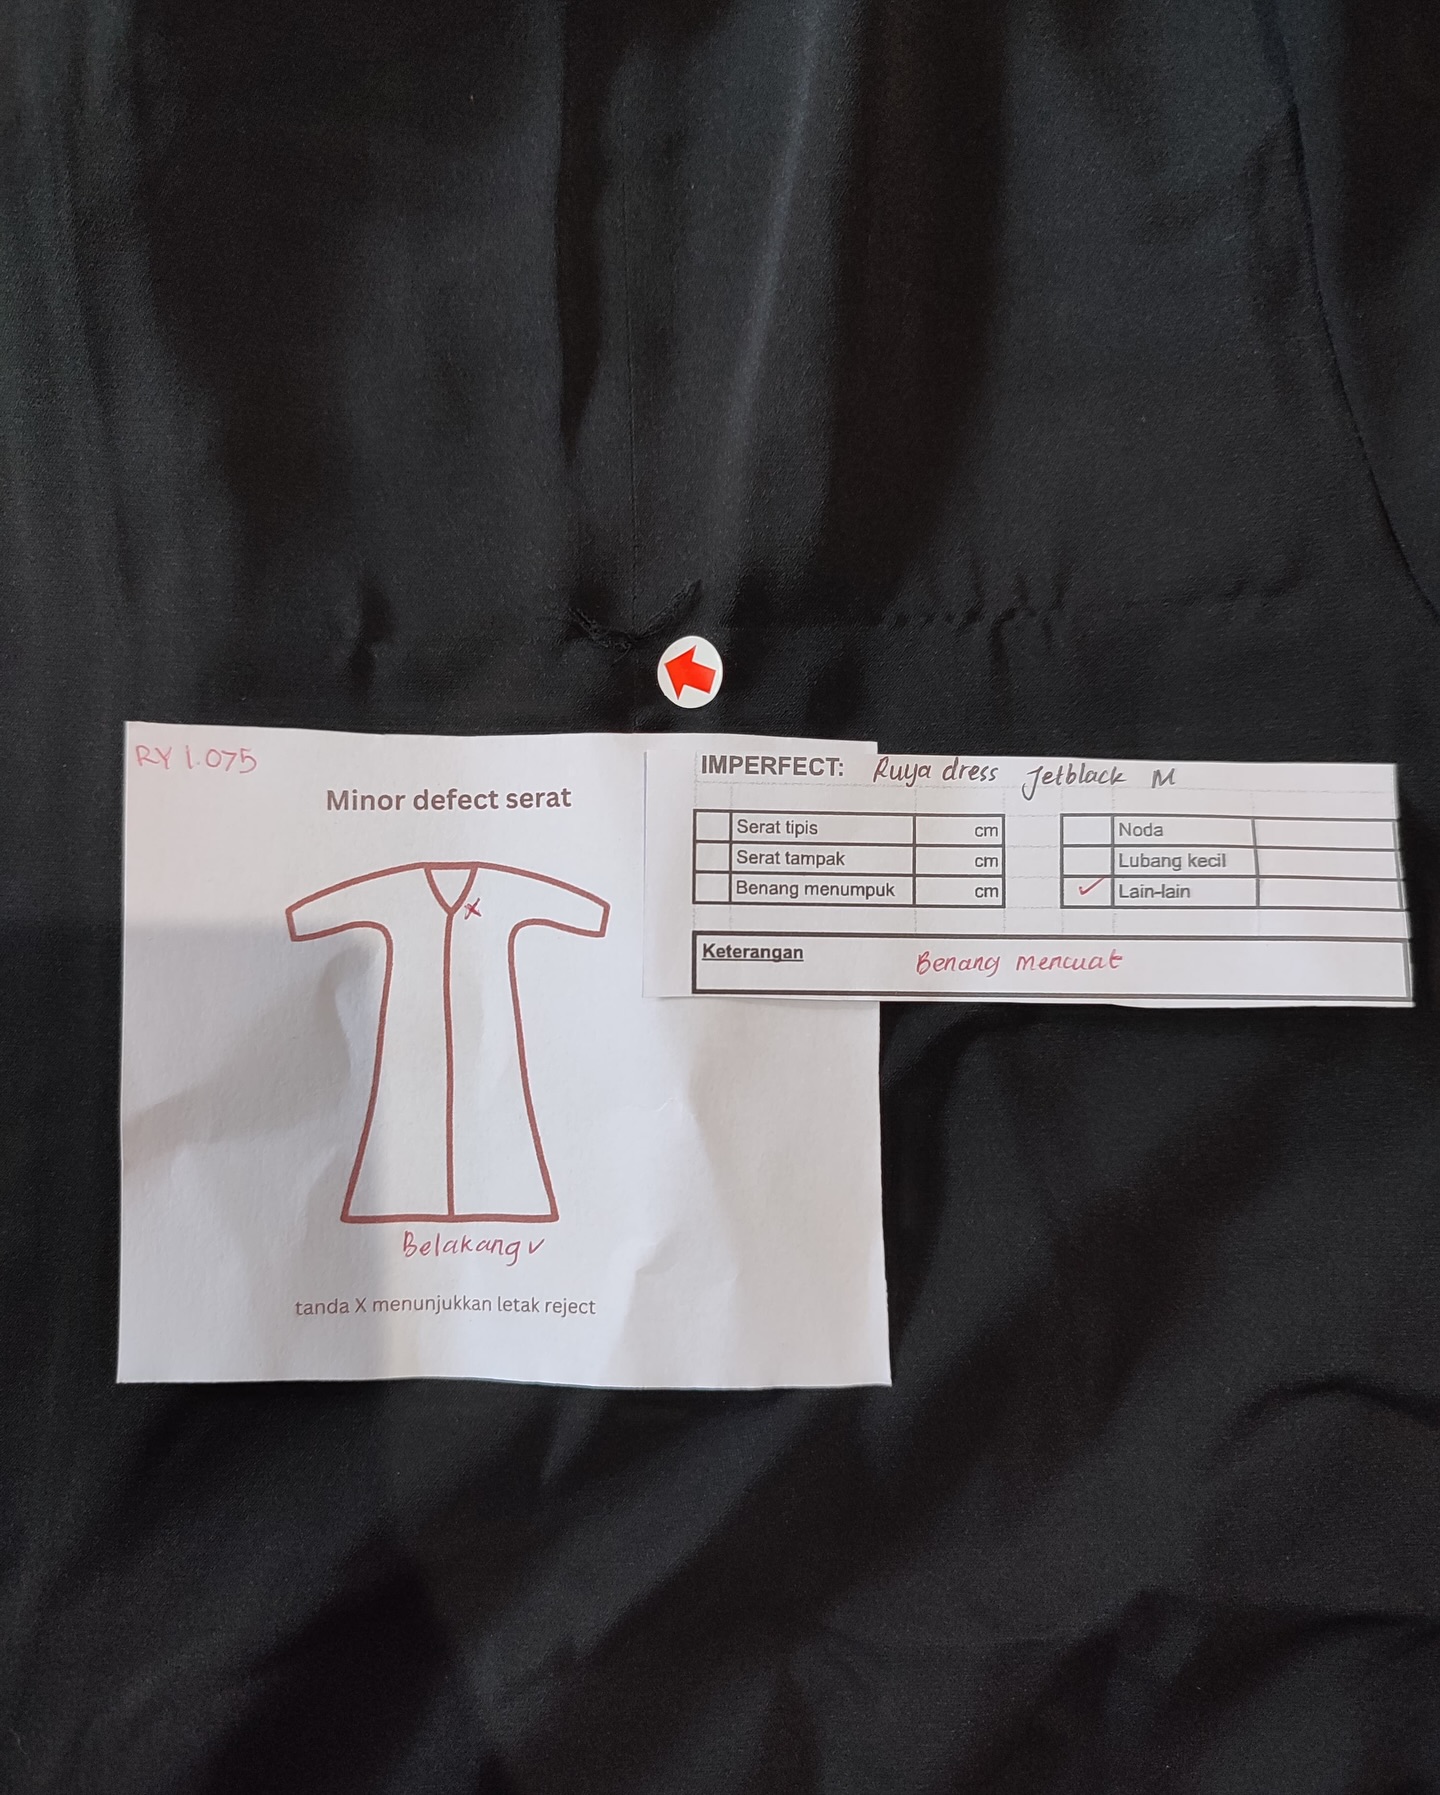 RY 1.075
Minor defect serat
X
Belakang ✓
tanda X menunjukkan letak reject
IMPERFECT: Ruya dress Jetblack M
Serat tipis cm
Serat tampak cm
Benang menumpuk cm
Noda
Lubang kecil
✓ Lain-lain
Keterangan Benang mencuat